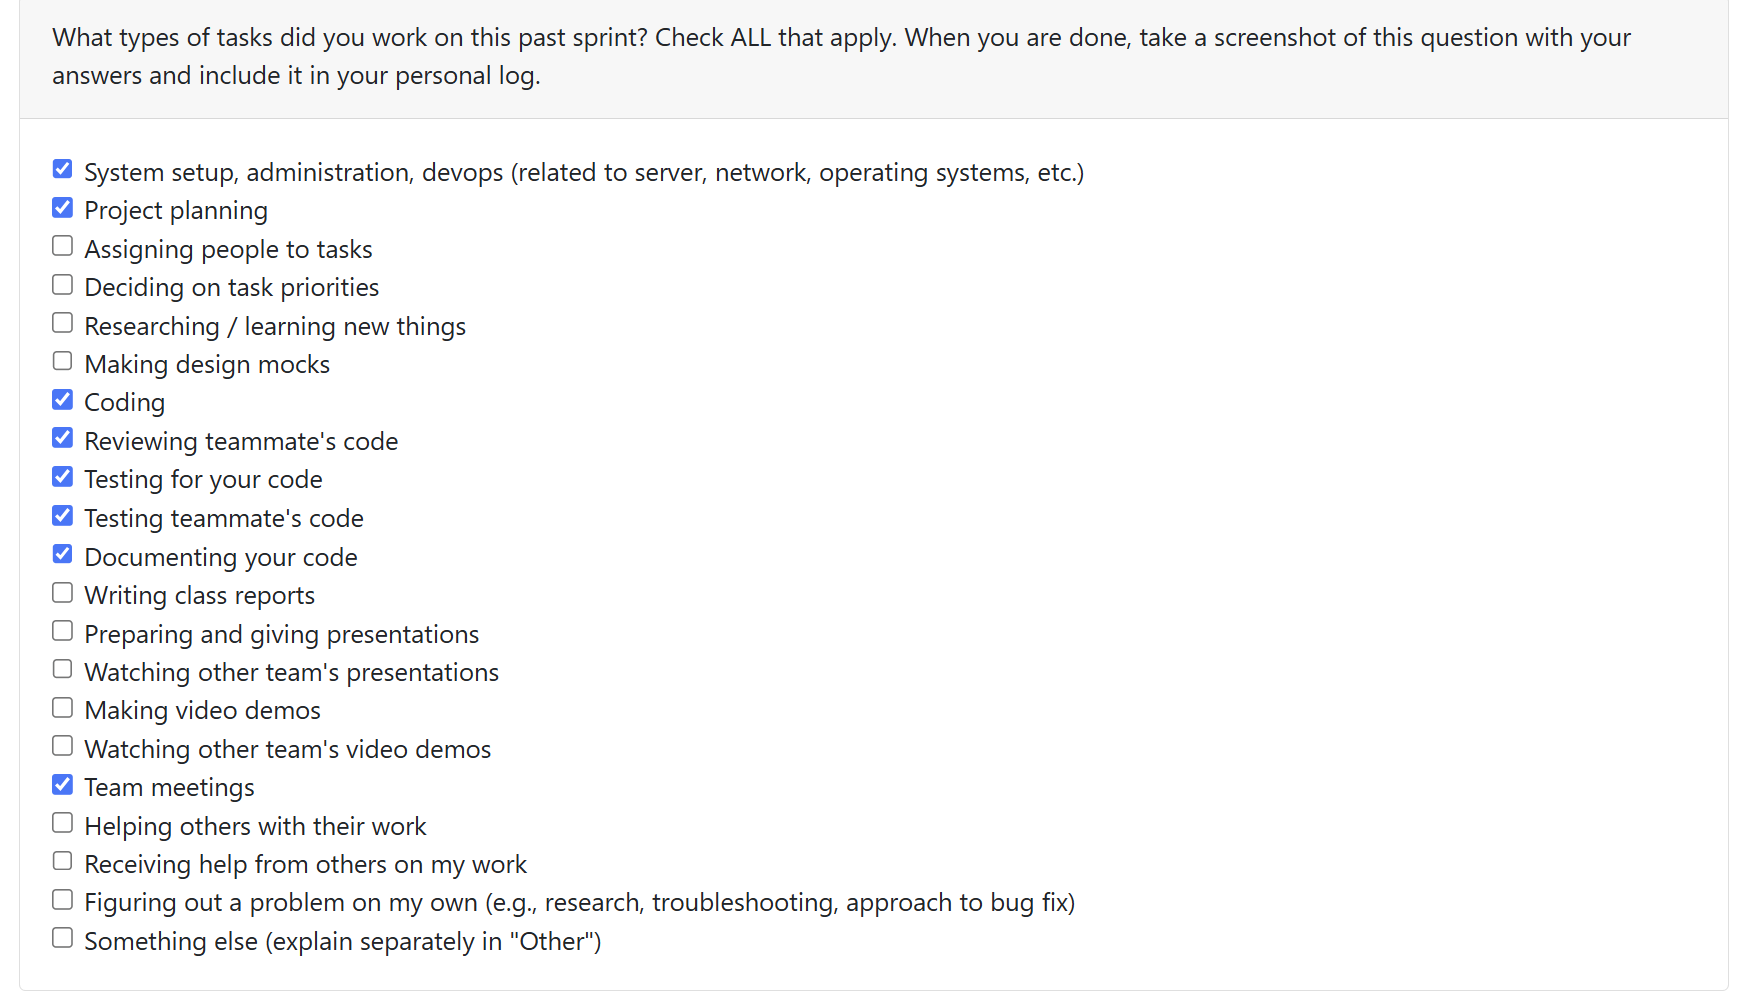 What types of tasks did you work on this past sprint? Check ALL that apply. When you are done, take a screenshot of this question with your
answers and include it in your personal log.
System setup, administration, devops (related to server, network, operating systems, etc.)
Project planning
Assigning people to tasks
Deciding on task priorities
Researching / learning new things
Making design mocks
Coding
Reviewing teammate's code
Testing for your code
Testing teammate's code
Documenting your code
Writing class reports
Preparing and giving presentations
Watching other team's presentations
Making video demos
Watching other team's video demos
Team meetings
Helping others with their work
Receiving help from others on my work
Figuring out a problem on my own (e.g., research, troubleshooting, approach to bug fix)
Something else (explain separately in "Other")